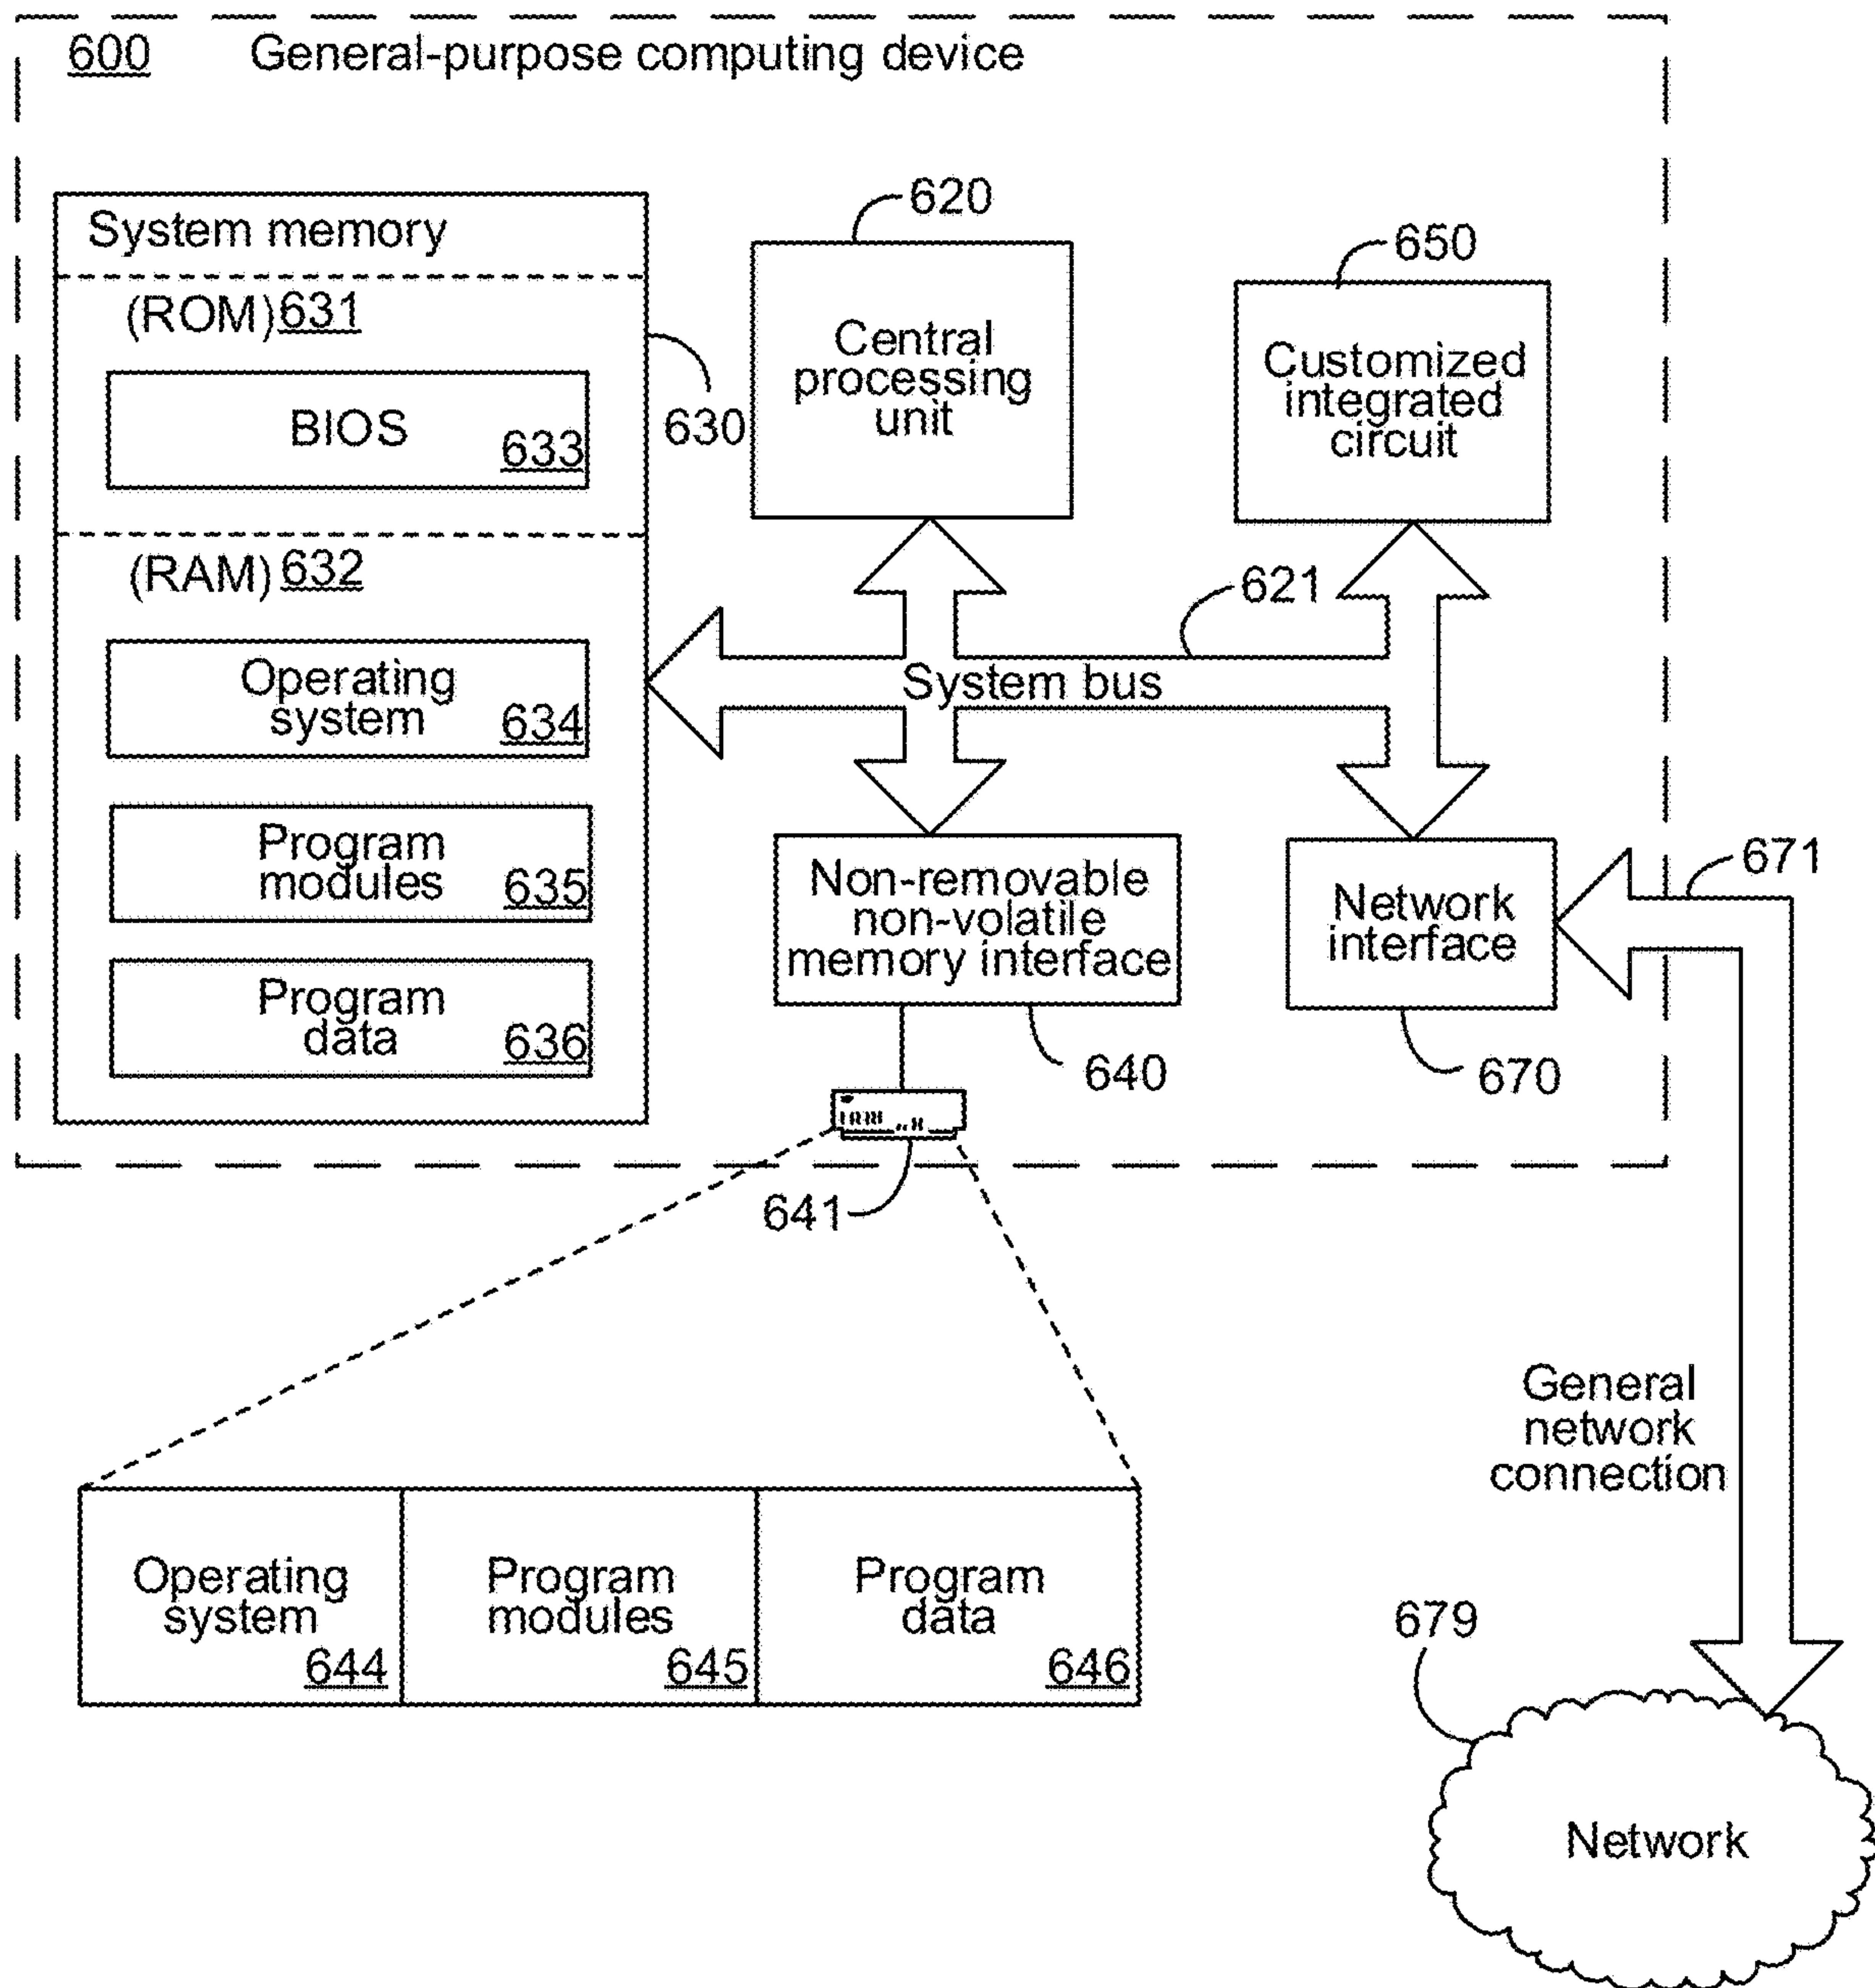 600 General-purpose computing device
System memory
(ROM) 631
BIOS
633
(RAM) 632
Operating
system
634
Program
modules
635
Program
data
636
630
620
Central
processing
unit
650
Customized
integrated
circuit
621
System bus
Non-removable
non-volatile
memory interface
640
Network
interface
670
671
641
Operating
system
644
Program
modules
645
Program
data
646
General
network
connection
679
Network